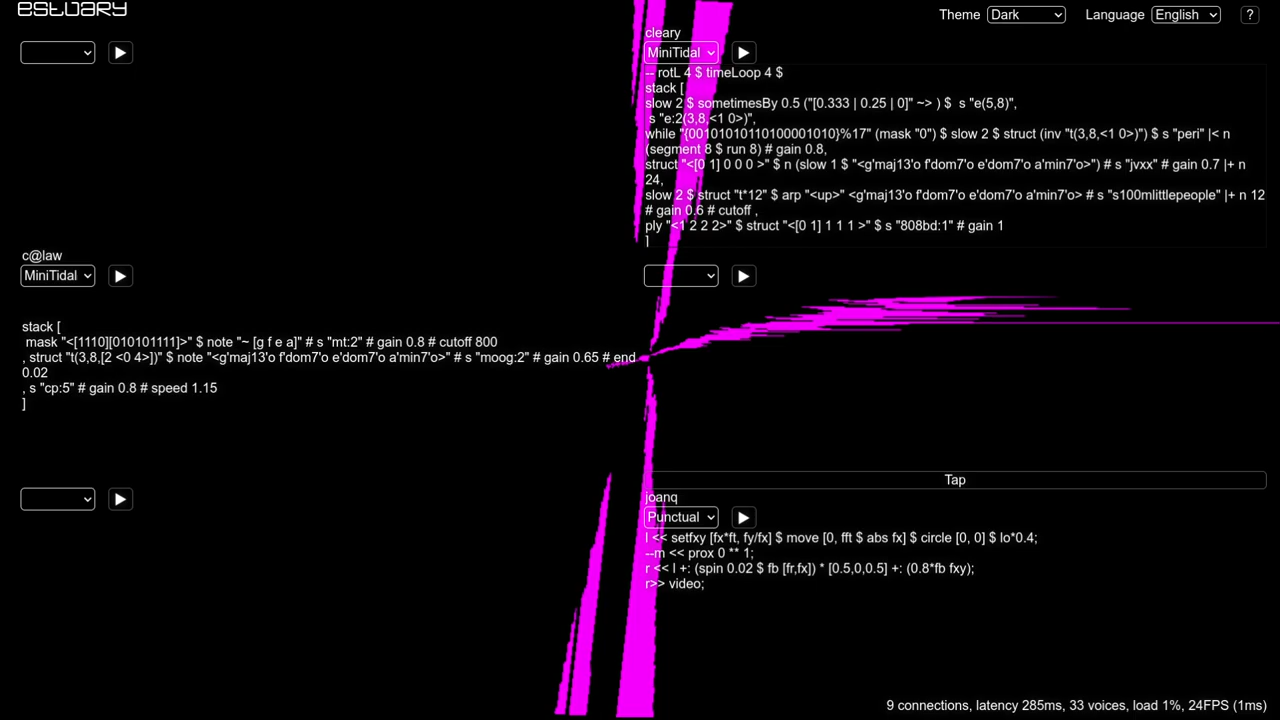 estuary
Theme Dark Language English ?
cleary
MiniTidal
-- rotL 4 $ timeLoop 4 $
stack [
slow 2 $ sometimesBy 0.5 ("[0.333 | 0.25 | 0]" ~> ) $  s "e(5,8)",
s "e:2(3,8,<1 0>)",
while "{00101010110100001010}%17" (mask "0") $ slow 2 $ struct (inv "t(3,8,<1 0>)") $ s "peri" |< n
(segment 8 $ run 8) # gain 0.8,
struct "<[0 1] 0 0 0 >" $ n (slow 1 $ "<g'maj13'o f'dom7'o e'dom7'o a'min7'o>") # s "jvxx" # gain 0.7 |+ n
24,
slow 2 $ struct "t*12" $ arp "<up>" <g'maj13'o f'dom7'o e'dom7'o a'min7'o> # s "s100mlittlepeople" |+ n 12
# gain 0.6 # cutoff ,
ply "<1 2 2 2>" $ struct "<[0 1] 1 1 1 >" $ s "808bd:1" # gain 1
]
c@law
MiniTidal
stack [
mask "<[1110][010101111]>" $ note "~ [g f e a]" # s "mt:2" # gain 0.8 # cutoff 800
, struct "t(3,8,[2 <0 4>])" $ note "<g'maj13'o f'dom7'o e'dom7'o a'min7'o>" # s "moog:2" # gain 0.65 # end
0.02
, s "cp:5" # gain 0.8 # speed 1.15
]
Tap
joanq
Punctual
l << setfxy [fx*ft, fy/fx] $ move [0, fft $ abs fx] $ circle [0, 0] $ lo*0.4;
--m << prox 0 ** 1;
r << l +: (spin 0.02 $ fb [fr,fx]) * [0.5,0,0.5] +: (0.8*fb fxy);
r>> video;
9 connections, latency 285ms, 33 voices, load 1%, 24FPS (1ms)